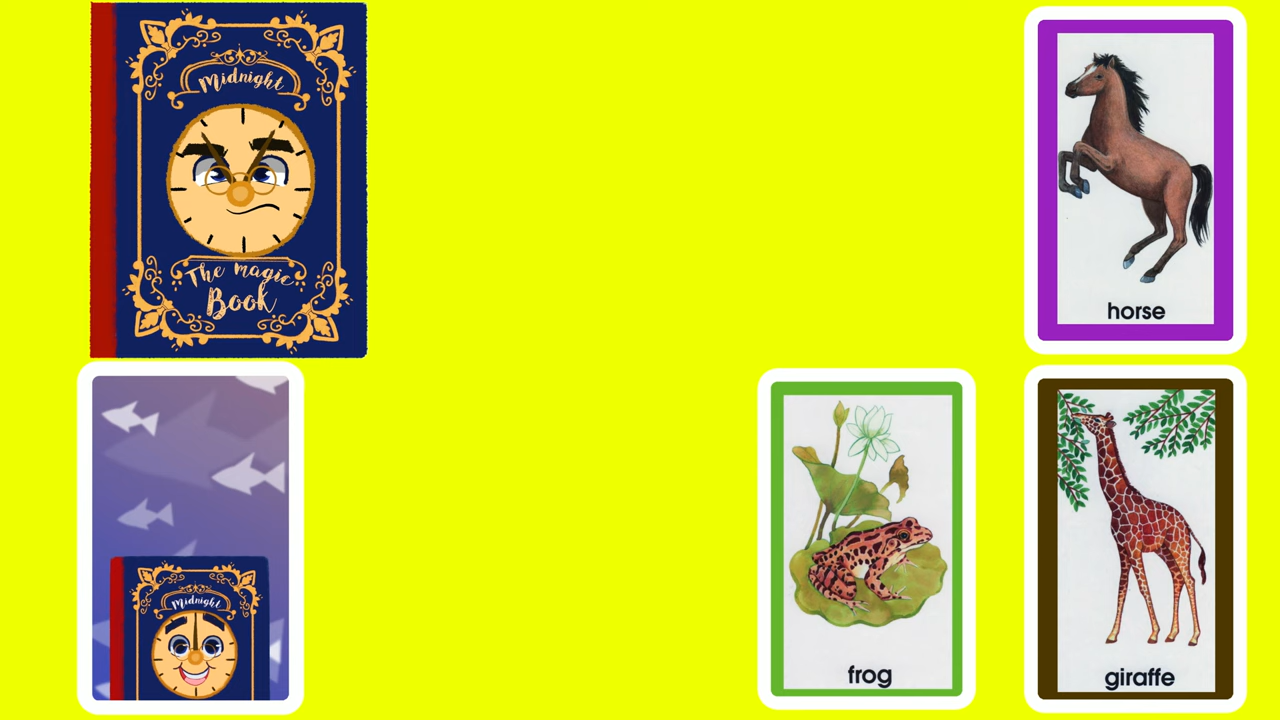 Midnight
The magic
Book
horse
Midnight
frog
giraffe